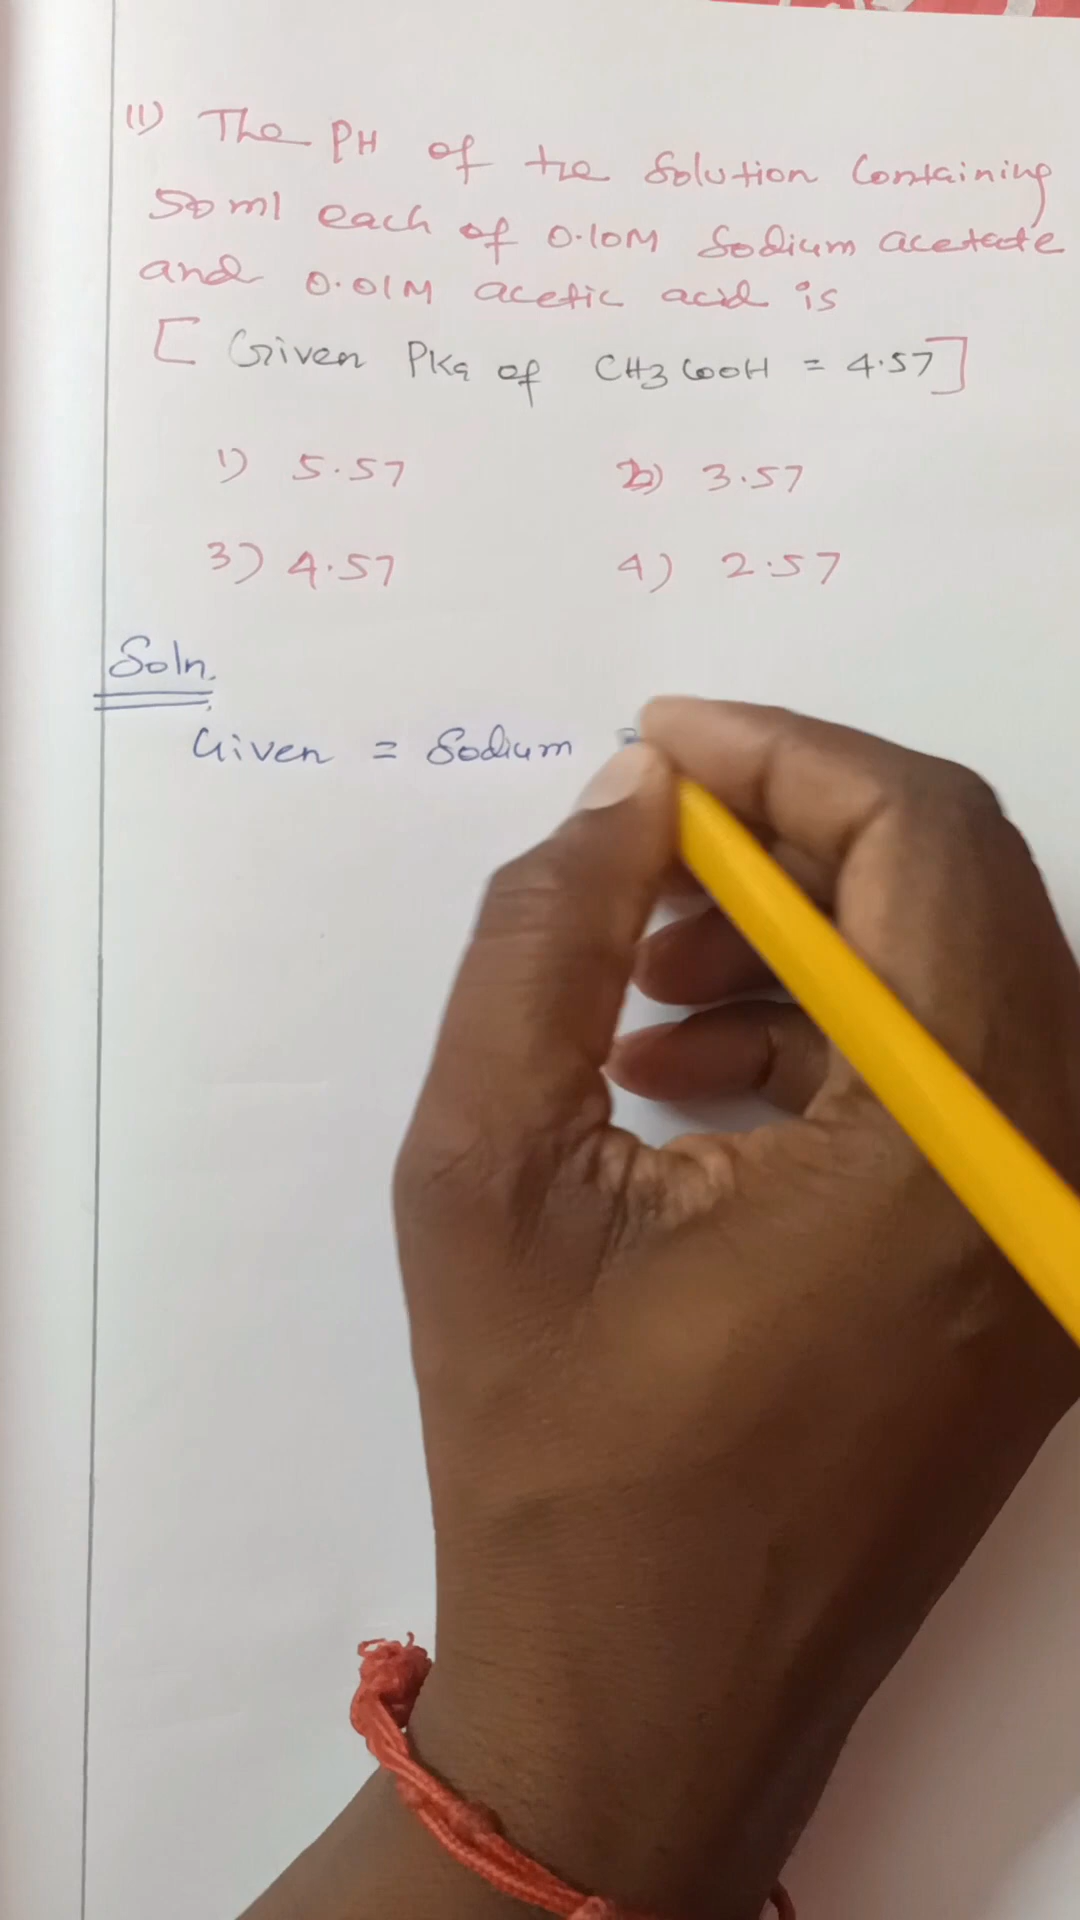 11) The PH of the Solution Containing
50 ml each of 0.10M Sodium acetate
and 0.01M acetic acid is
[ Given PKa of CH3COOH = 4.57 ]
1) 5.57 2) 3.57
3) 4.57 4) 2.57
Soln.
Given = Sodium